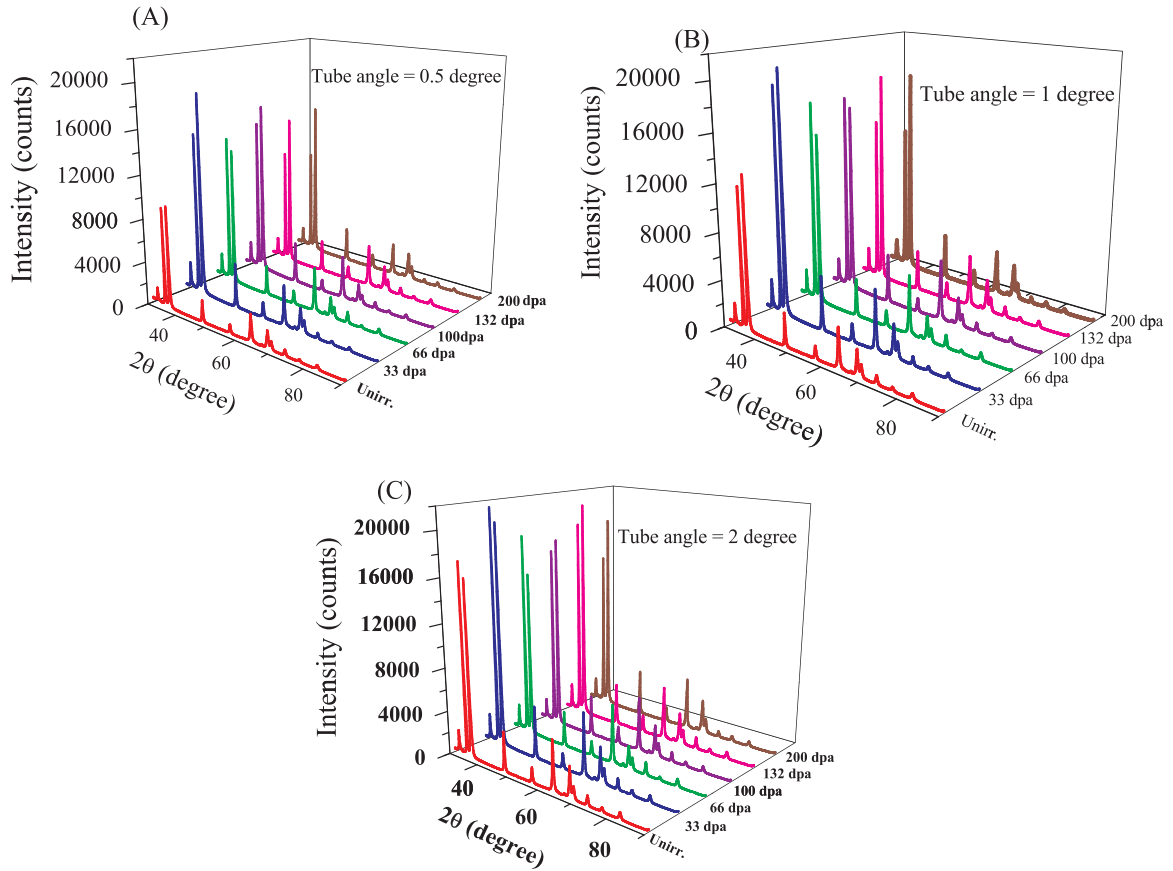 (A)
Tube angle = 0.5 degree
Intensity (counts)
20000
16000
12000
8000
4000
0
40
60
80
2θ (degree)
Unirr.
33 dpa
66 dpa
100dpa
132 dpa
200 dpa
(B)
Tube angle = 1 degree
Intensity (counts)
20000
16000
12000
8000
4000
0
40
60
80
2θ (degree)
Unirr.
33 dpa
66 dpa
100 dpa
132 dpa
200 dpa
(C)
Tube angle = 2 degree
Intensity (counts)
20000
16000
12000
8000
4000
0
40
60
80
2θ (degree)
Unirr.
33 dpa
66 dpa
100 dpa
132 dpa
200 dpa